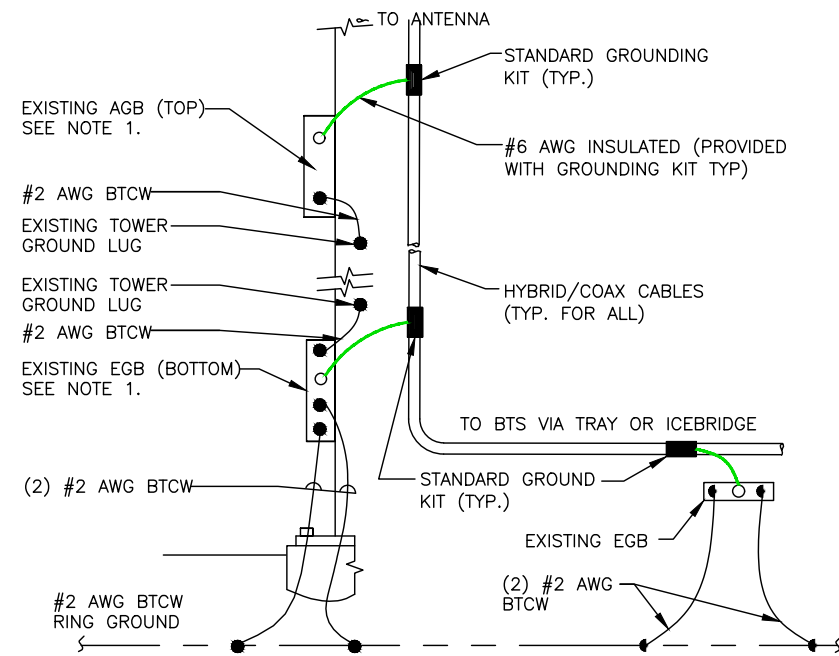 TO ANTENNA
STANDARD GROUNDING
KIT (TYP.)
EXISTING AGB (TOP)
SEE NOTE 1.
#6 AWG INSULATED (PROVIDED
WITH GROUNDING KIT TYP)
#2 AWG BTCW
EXISTING TOWER
GROUND LUG
EXISTING TOWER
GROUND LUG
HYBRID/COAX CABLES
(TYP. FOR ALL)
#2 AWG BTCW
EXISTING EGB (BOTTOM)
SEE NOTE 1.
TO BTS VIA TRAY OR ICEBRIDGE
(2) #2 AWG BTCW
STANDARD GROUND
KIT (TYP.)
EXISTING EGB
(2) #2 AWG
BTCW
#2 AWG BTCW
RING GROUND